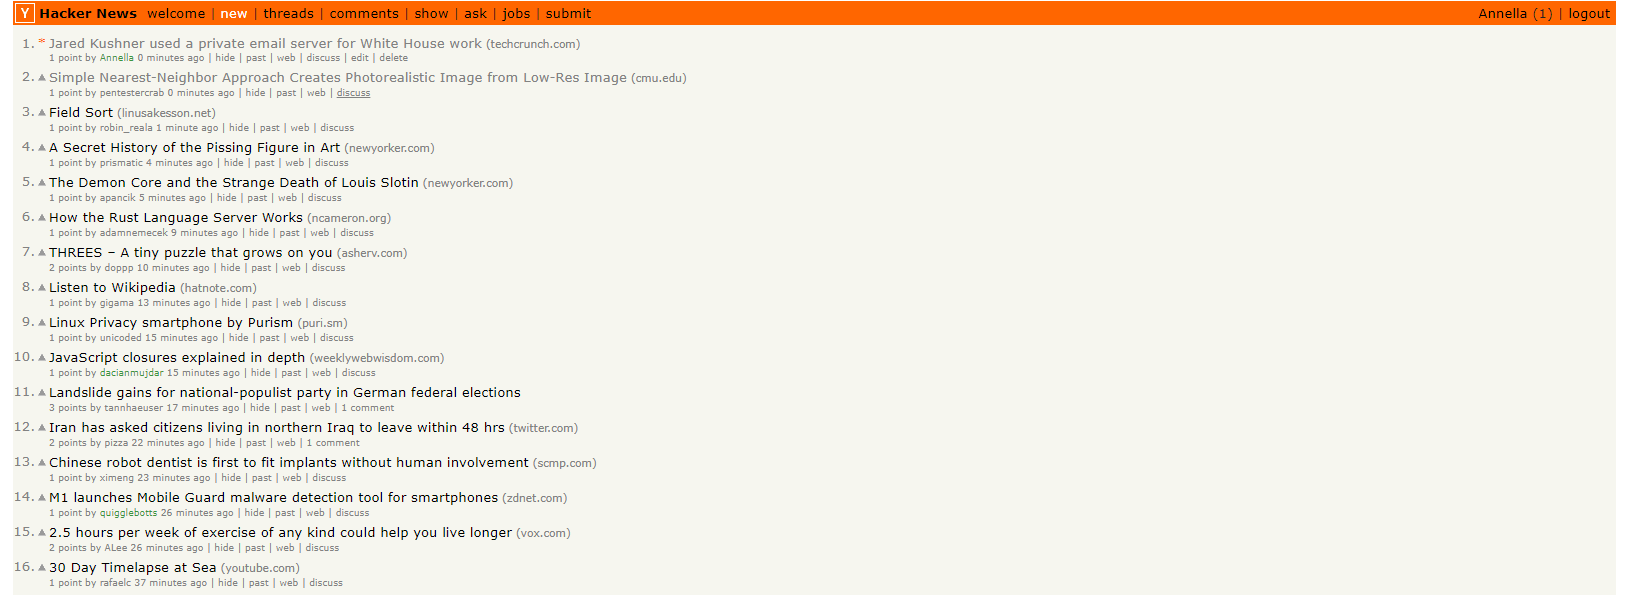 Y Hacker News welcome | new | threads | comments | show | ask | jobs | submit Annella (1) | logout
1. * Jared Kushner used a private email server for White House work (techcrunch.com)
1 point by Annella 0 minutes ago | hide | past | web | discuss | edit | delete
2. Simple Nearest-Neighbor Approach Creates Photorealistic Image from Low-Res Image (cmu.edu)
1 point by pentestercrab 0 minutes ago | hide | past | web | discuss
3. Field Sort (linusakesson.net)
1 point by robin_reala 1 minute ago | hide | past | web | discuss
4. A Secret History of the Pissing Figure in Art (newyorker.com)
1 point by prismatic 4 minutes ago | hide | past | web | discuss
5. The Demon Core and the Strange Death of Louis Slotin (newyorker.com)
1 point by apancik 5 minutes ago | hide | past | web | discuss
6. How the Rust Language Server Works (ncameron.org)
1 point by adamnemecek 9 minutes ago | hide | past | web | discuss
7. THREES – A tiny puzzle that grows on you (asherv.com)
2 points by doppp 10 minutes ago | hide | past | web | discuss
8. Listen to Wikipedia (hatnote.com)
1 point by gigama 13 minutes ago | hide | past | web | discuss
9. Linux Privacy smartphone by Purism (puri.sm)
1 point by unicoded 15 minutes ago | hide | past | web | discuss
10. JavaScript closures explained in depth (weeklywebwisdom.com)
1 point by dacianmujdar 15 minutes ago | hide | past | web | discuss
11. Landslide gains for national-populist party in German federal elections
3 points by tannhaeuser 17 minutes ago | hide | past | web | 1 comment
12. Iran has asked citizens living in northern Iraq to leave within 48 hrs (twitter.com)
2 points by pizza 22 minutes ago | hide | past | web | 1 comment
13. Chinese robot dentist is first to fit implants without human involvement (scmp.com)
1 point by ximeng 23 minutes ago | hide | past | web | discuss
14. M1 launches Mobile Guard malware detection tool for smartphones (zdnet.com)
1 point by quigglebotts 26 minutes ago | hide | past | web | discuss
15. 2.5 hours per week of exercise of any kind could help you live longer (vox.com)
2 points by ALee 26 minutes ago | hide | past | web | discuss
16. 30 Day Timelapse at Sea (youtube.com)
1 point by rafaelc 37 minutes ago | hide | past | web | discuss